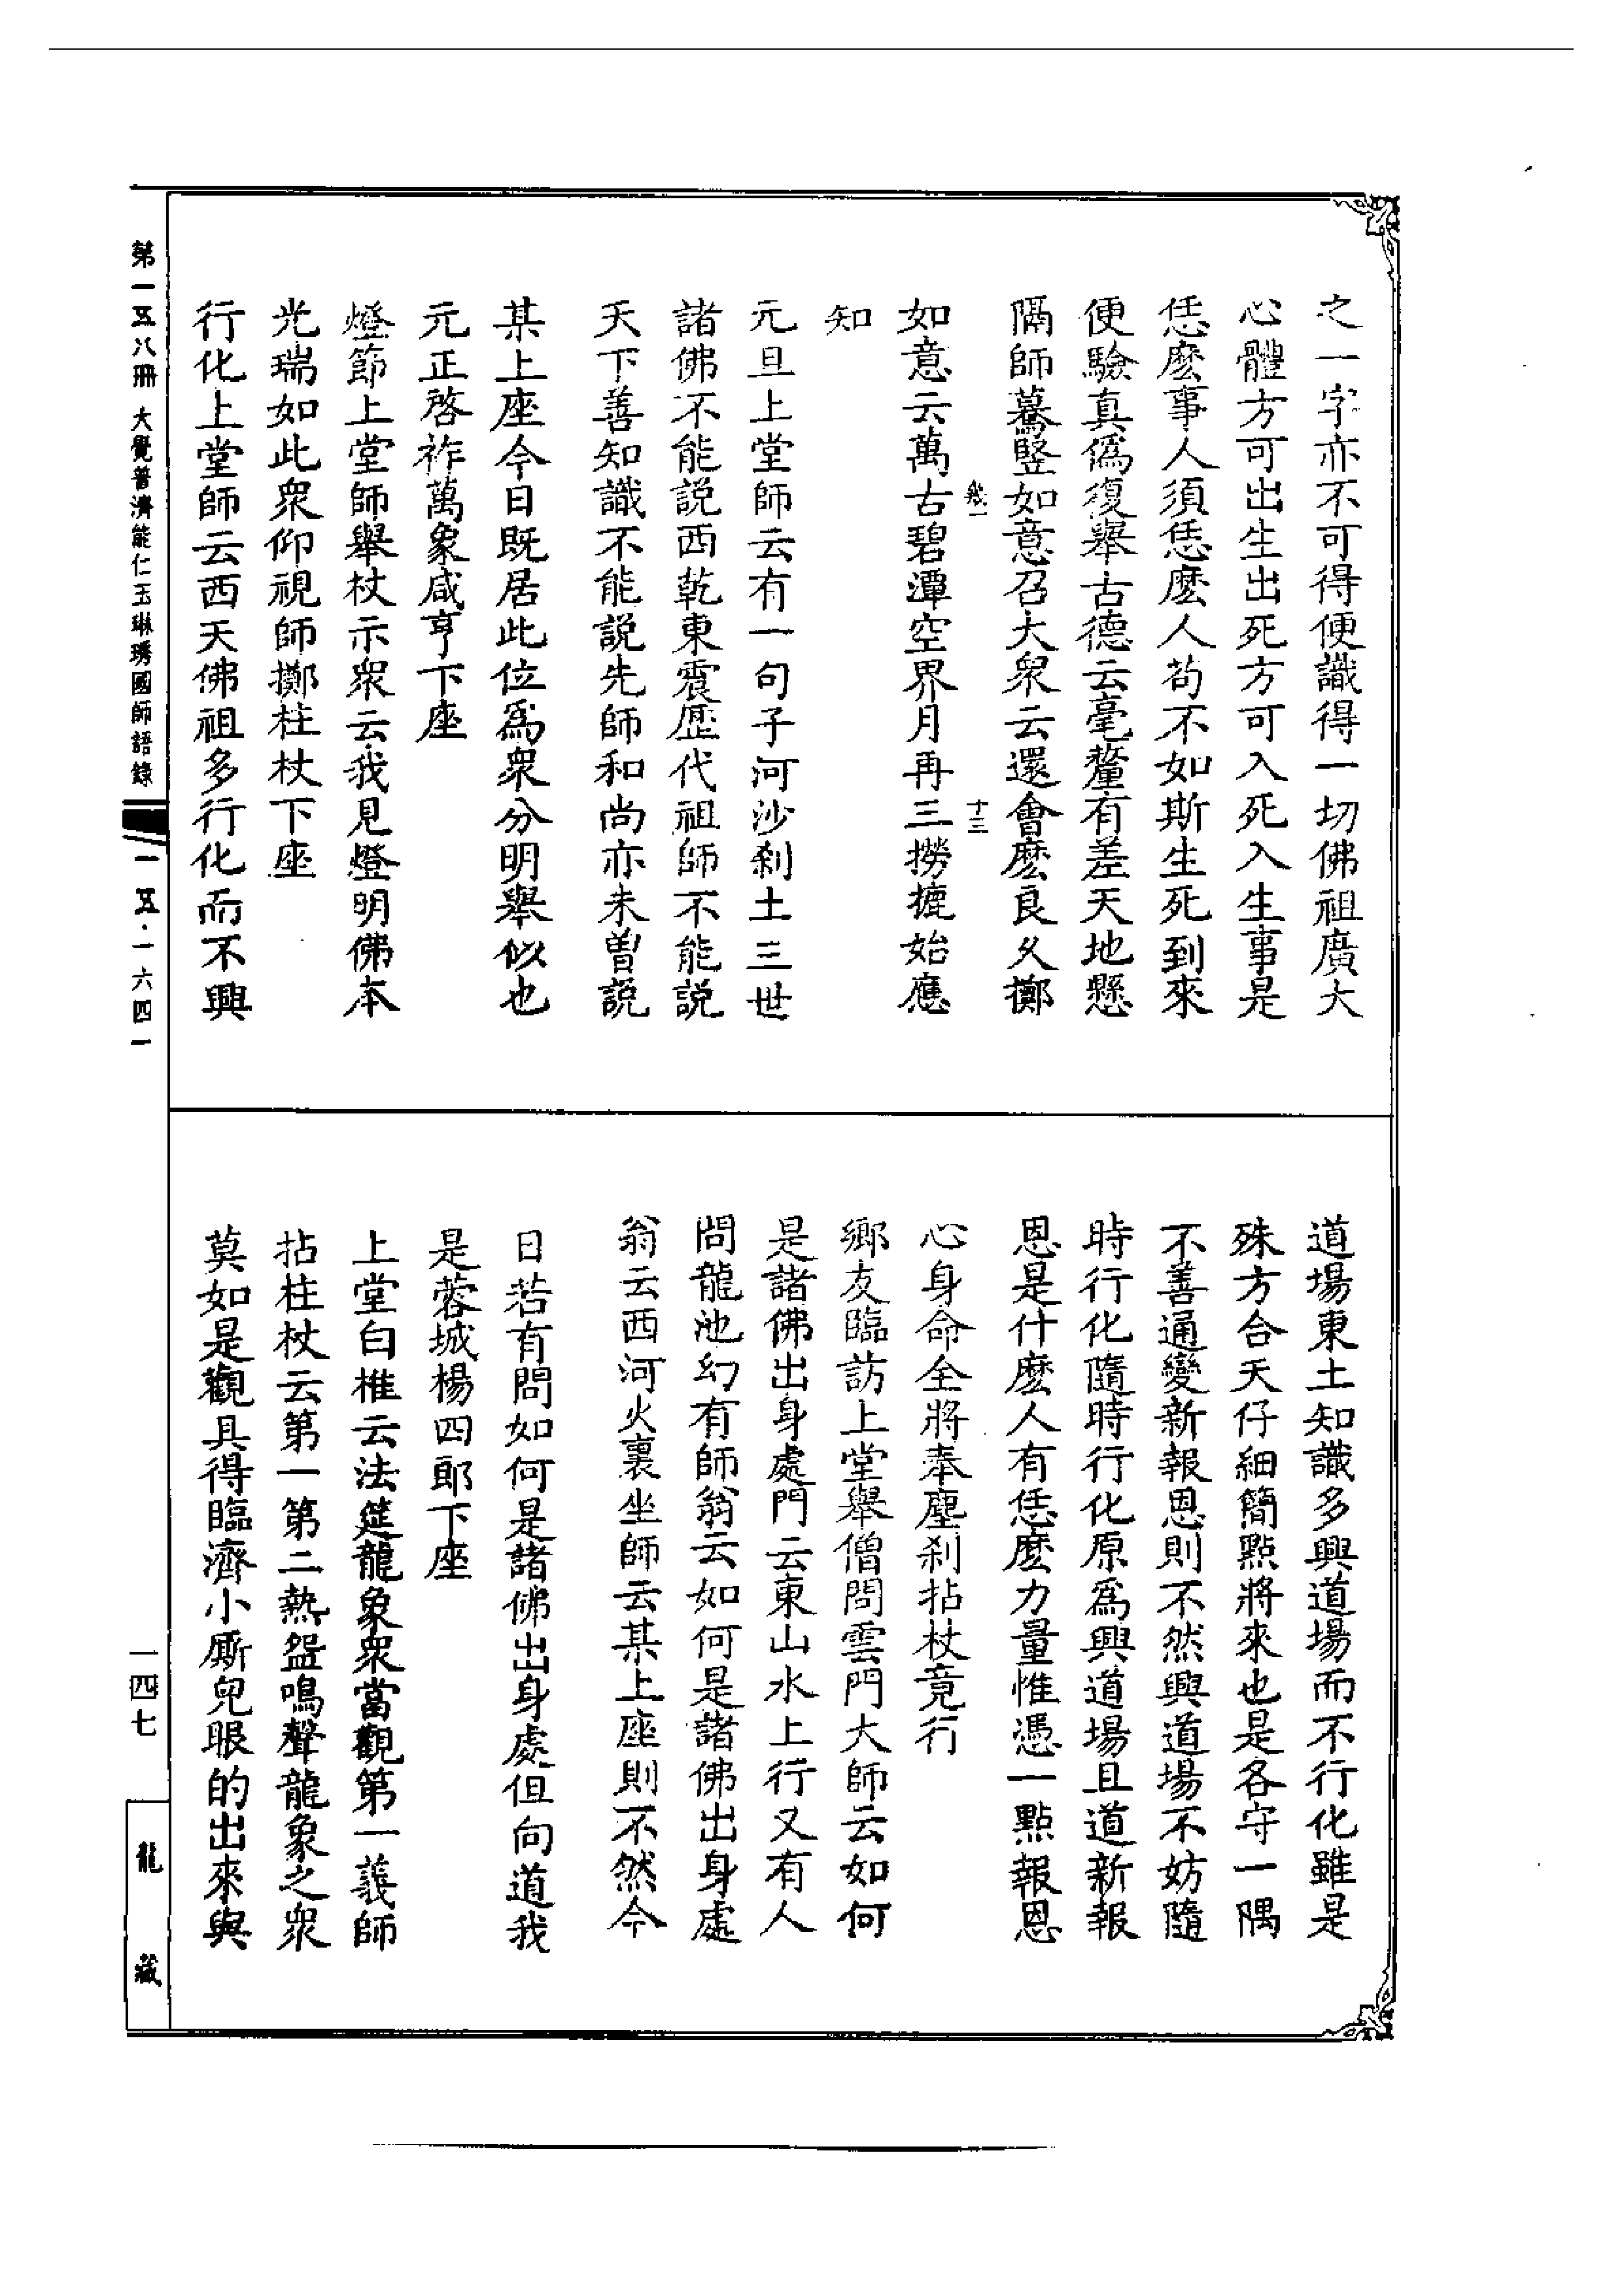 之一字亦不可得便識得一切佛祖廣大
心體方可出生出死方可入死入生事是
恁麽事人須恁麽人苟不如斯生死到來
便驗真僞復舉古德云毫釐有差天地懸
隔師驀豎如意召大衆云還會麽良久擲
卷一
十三
如意云萬古碧潭空界月再三撈摝始應
知
元旦上堂師云有一句子河沙刹土三世
諸佛不能説西乾東震歷代祖師不能説
天下善知識不能説先師和尚亦未曽説
某上座今日既居此位爲衆分明舉似也
元正啓祚萬象咸亨下座
燈節上堂師舉杖示衆云我見燈明佛本
光瑞如此衆仰視師擲柱杖下座
行化上堂師云西天佛祖多行化而不興
道場東土知識多興道場而不行化雖是
殊方合天仔細簡點將來也是各守一隅
不善通變新報恩則不然興道場不妨隨
時行化隨時行化原爲興道場且道新報
恩是什麽人有恁麽力量惟憑一點報恩
心身命全將奉塵刹拈杖竟行
鄉友臨訪上堂舉僧問雲門大師云如何
是諸佛出身處門云東山水上行又有人
問龍池幻有師翁云如何是諸佛出身處
翁云西河火裏坐師云某上座則不然今
日若有問如何是諸佛出身處但向道我
是蓉城楊四郎下座
上堂白椎云法筵龍象衆當觀第一義師
拈柱杖云第一第二熱盌鳴聲龍象之衆
莫如是觀具得臨濟小厮兒眼的出來與
第一五八冊 大覺普濟能仁玉琳琇國師語錄
一五·一六四一
一四七
龍藏